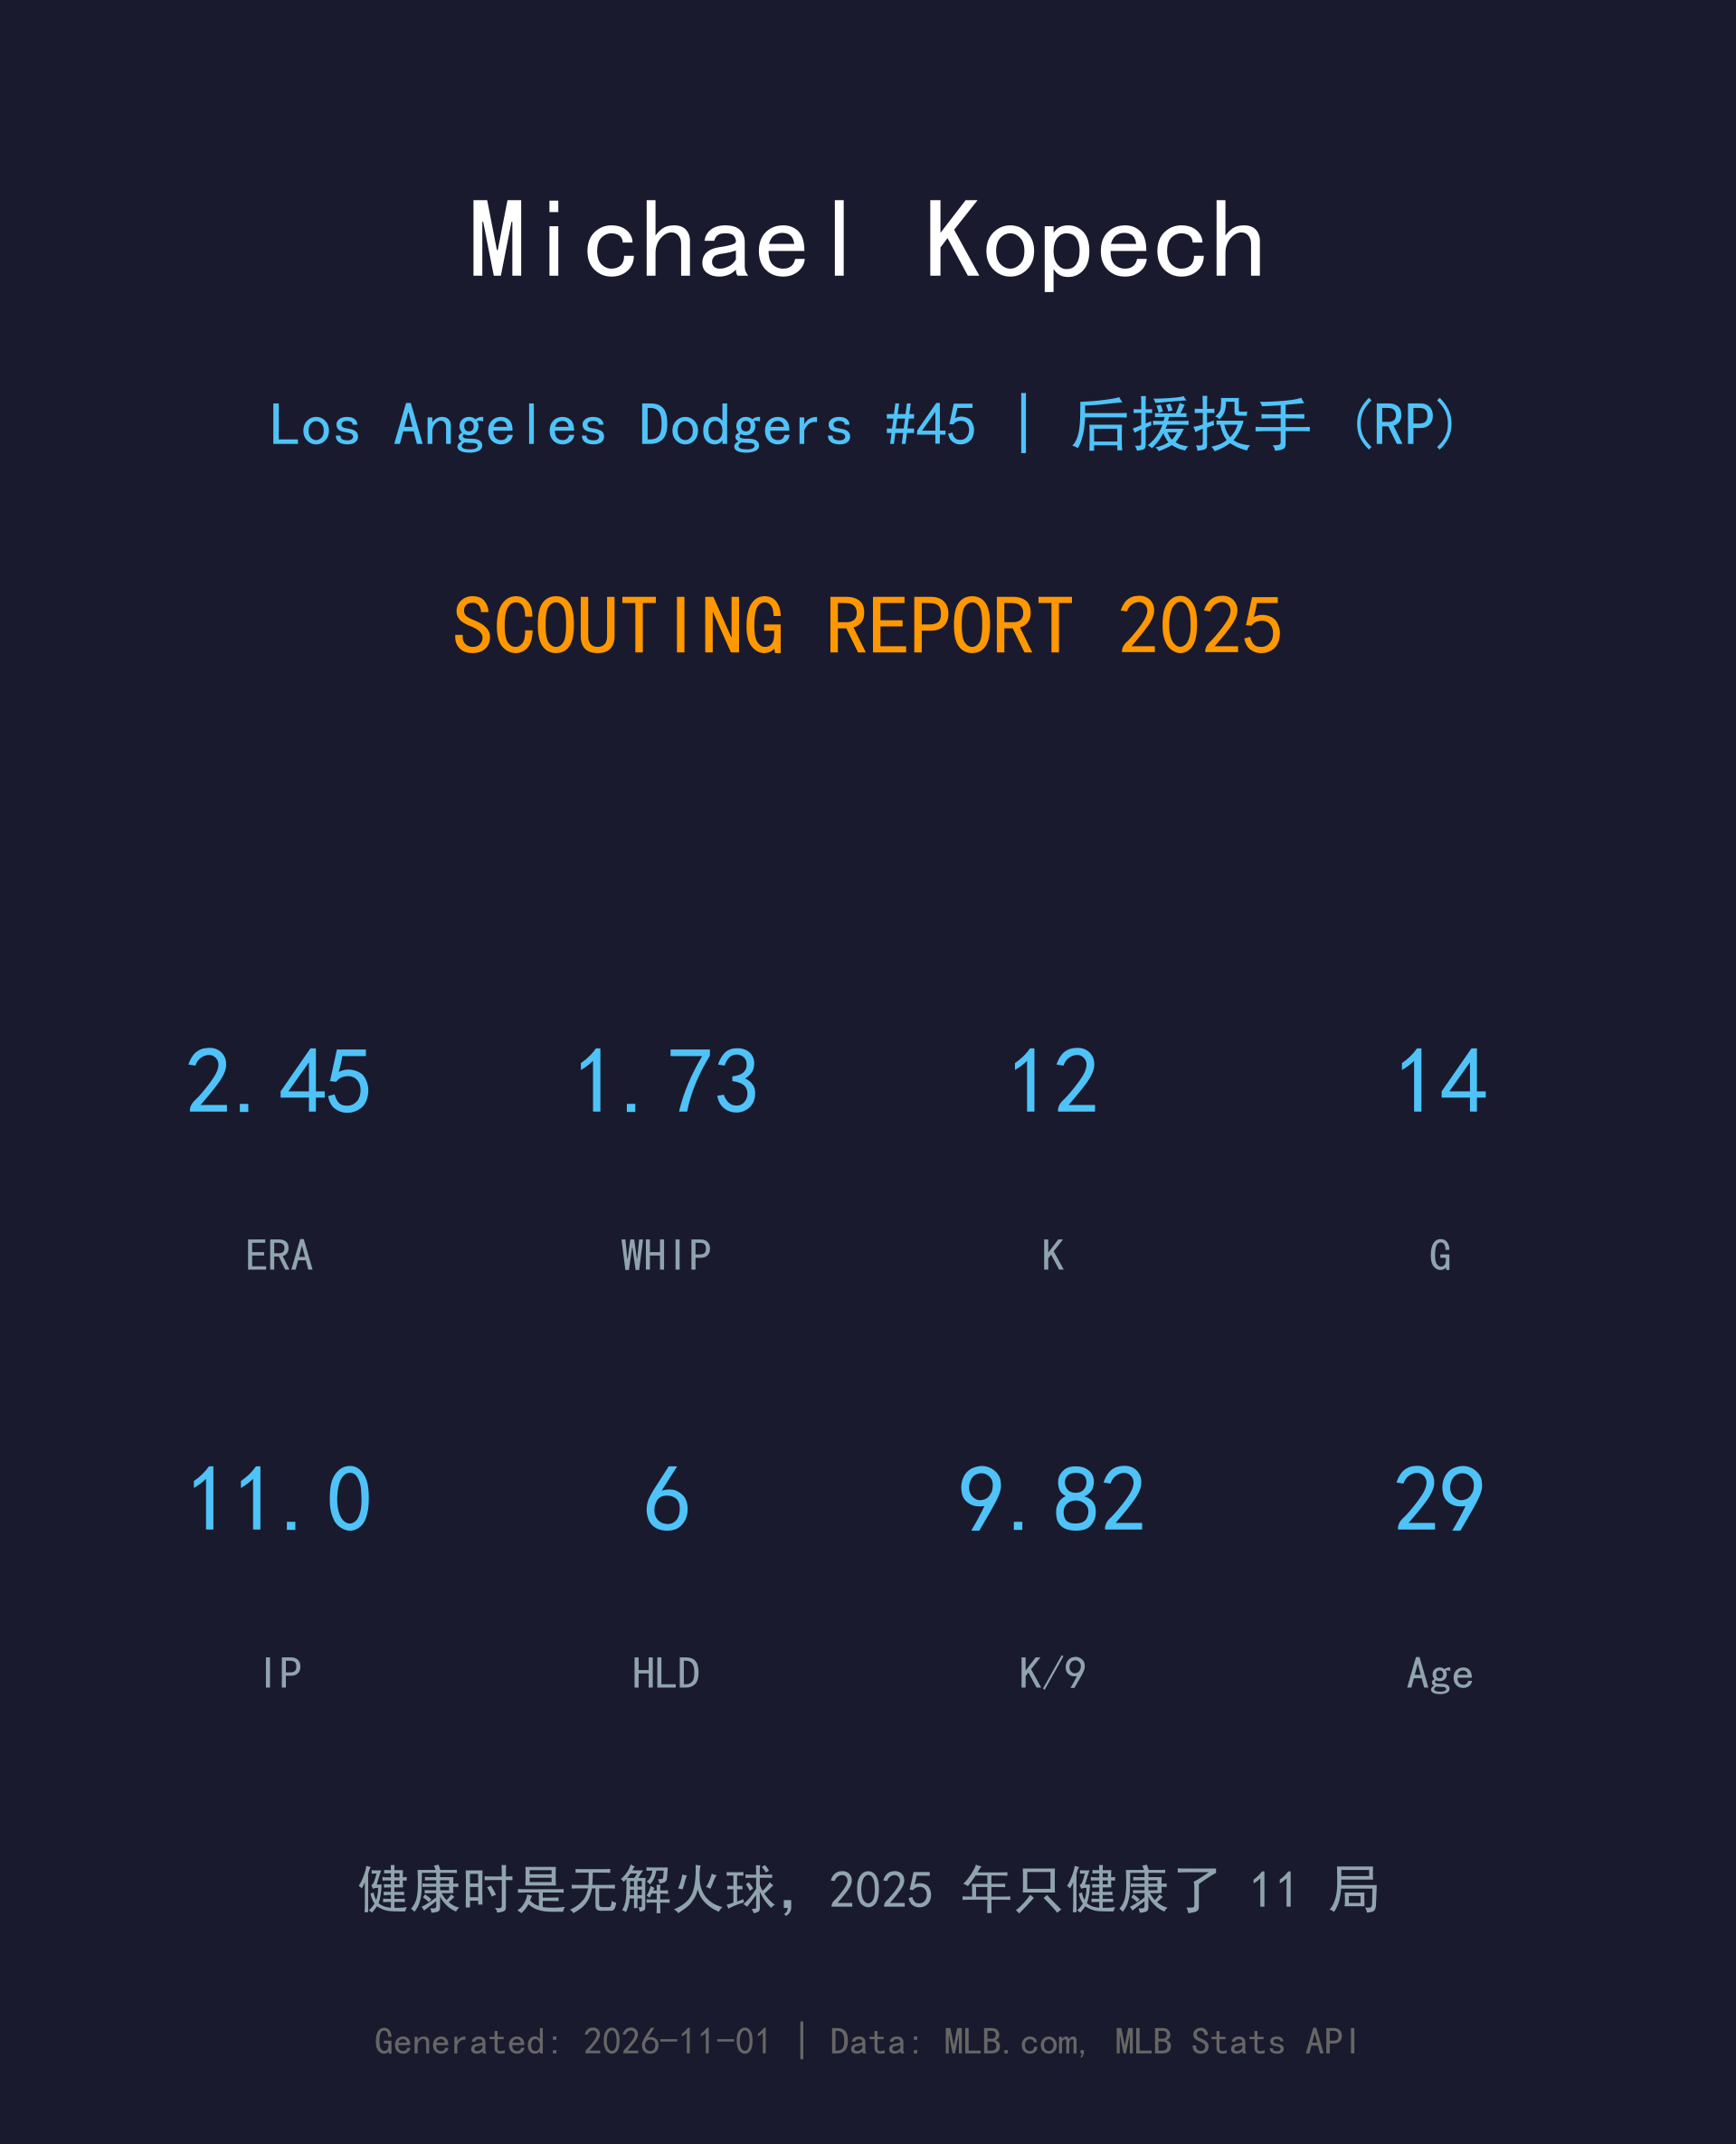 Michael Kopech
Los Angeles Dodgers #45 | 后援投手 (RP)
SCOUTING REPORT 2025
2.45 1.73 12 14
ERA WHIP K G
11.0 6 9.82 29
IP HLD K/9 Age
健康时是无解火球, 2025 年只健康了 11 局
Generated: 2026-11-01 | Data: MLB.com, MLB Stats API